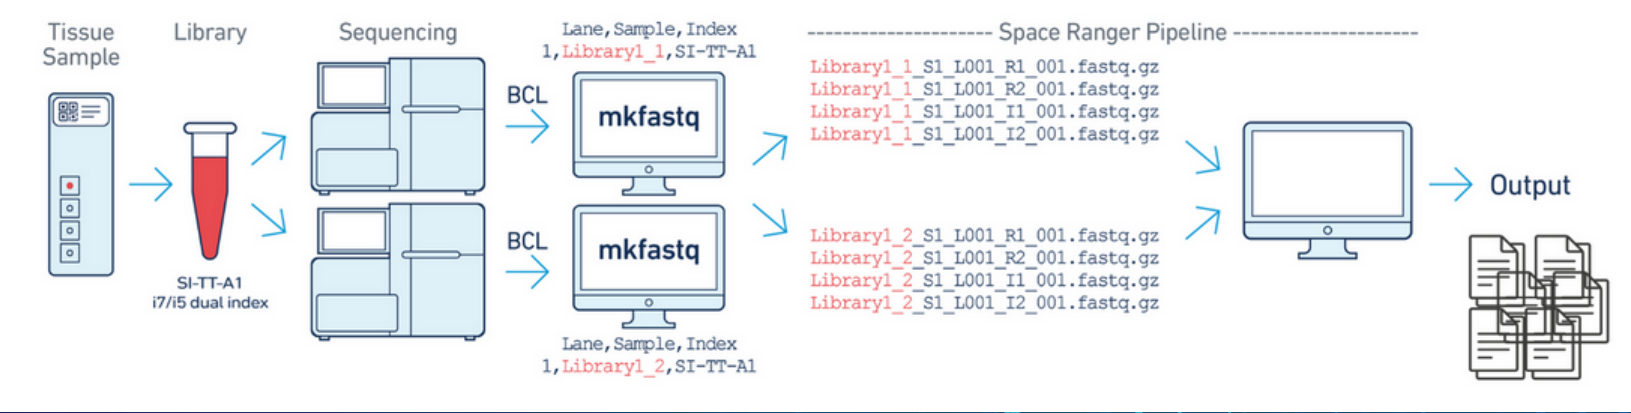 Tissue
Sample
Library
Sequencing
Lane,Sample,Index
1,Library1_1,SI-TT-A1
-------------------- Space Ranger Pipeline --------------------
BCL
mkfastq
Library1_1_S1_L001_R1_001.fastq.gz
Library1_1_S1_L001_R2_001.fastq.gz
Library1_1_S1_L001_I1_001.fastq.gz
Library1_1_S1_L001_I2_001.fastq.gz
SI-TT-A1
i7/i5 dual index
BCL
mkfastq
Lane,Sample,Index
1,Library1_2,SI-TT-A1
Library1_2_S1_L001_R1_001.fastq.gz
Library1_2_S1_L001_R2_001.fastq.gz
Library1_2_S1_L001_I1_001.fastq.gz
Library1_2_S1_L001_I2_001.fastq.gz
Output